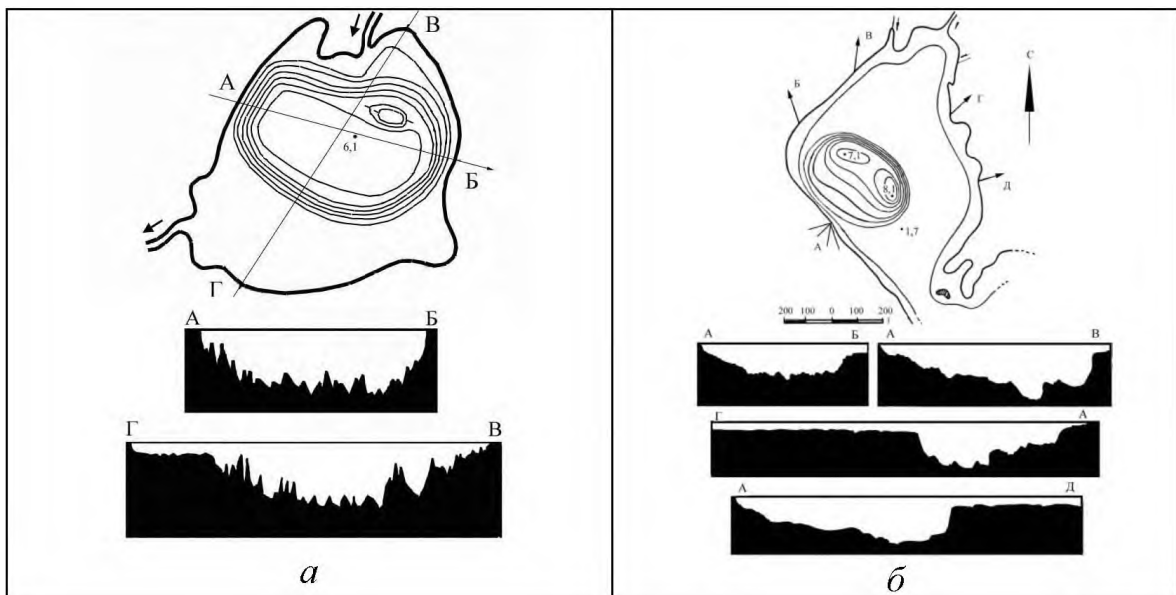 В
А
6,1
Б
Г
А Б
Г В
а
В
С
Б
Г
7,1
8,1
Д
1,7
А
200 100 0 100 200
А Б А В
Г А
А Д
б